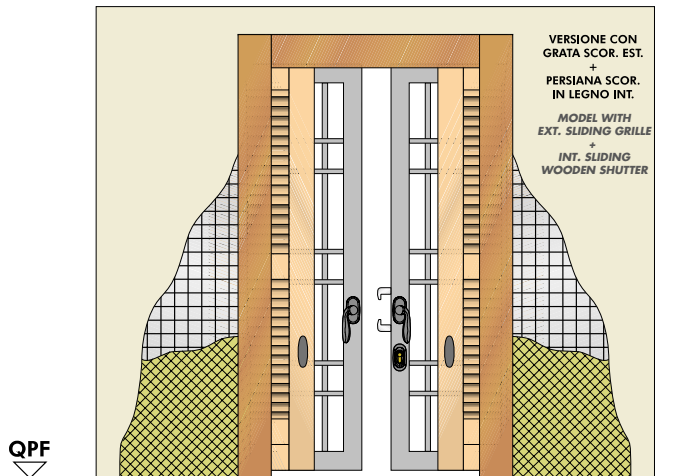 VERSIONE CON
GRATA SCOR. EST.
+
PERSIANA SCOR.
IN LEGNO INT.
MODEL WITH
EXT. SLIDING GRILLE
+
INT. SLIDING
WOODEN SHUTTER
QPF